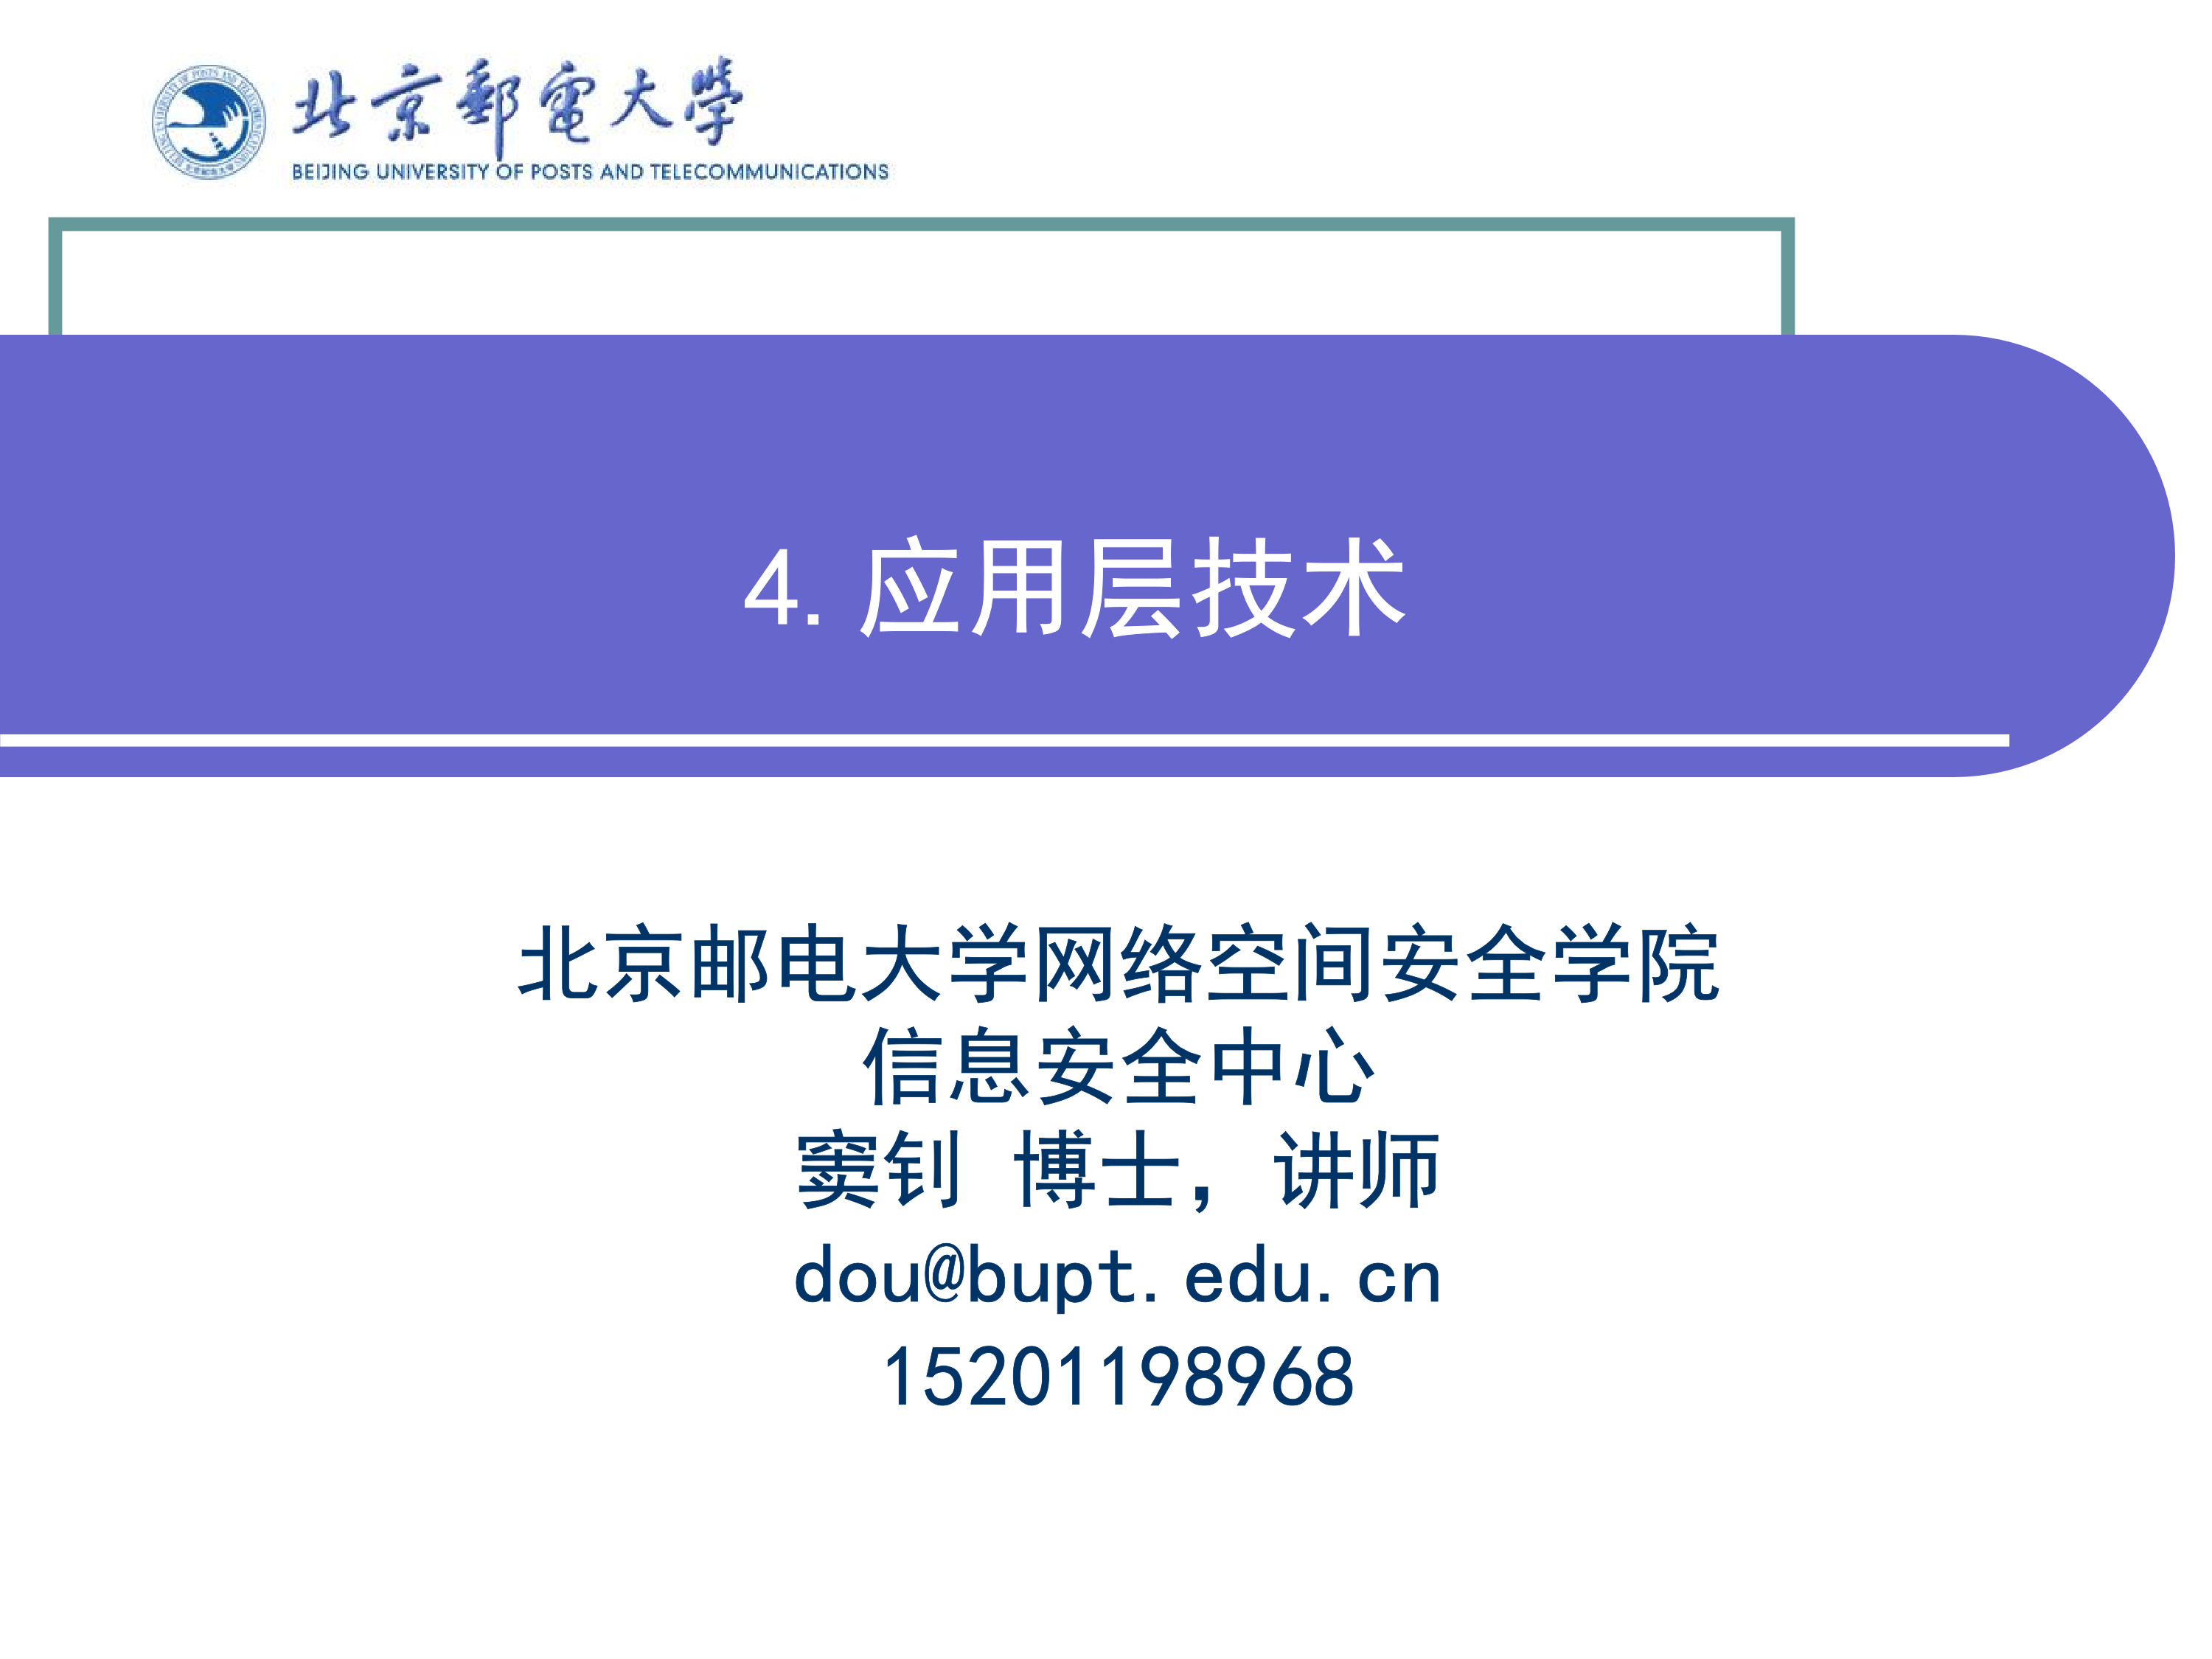 北京郵電大學
BEIJING UNIVERSITY OF POSTS AND TELECOMMUNICATIONS
4. 应用层技术
北京邮电大学网络空间安全学院
信息安全中心
窦钊 博士，讲师
dou@bupt.edu.cn
15201198968